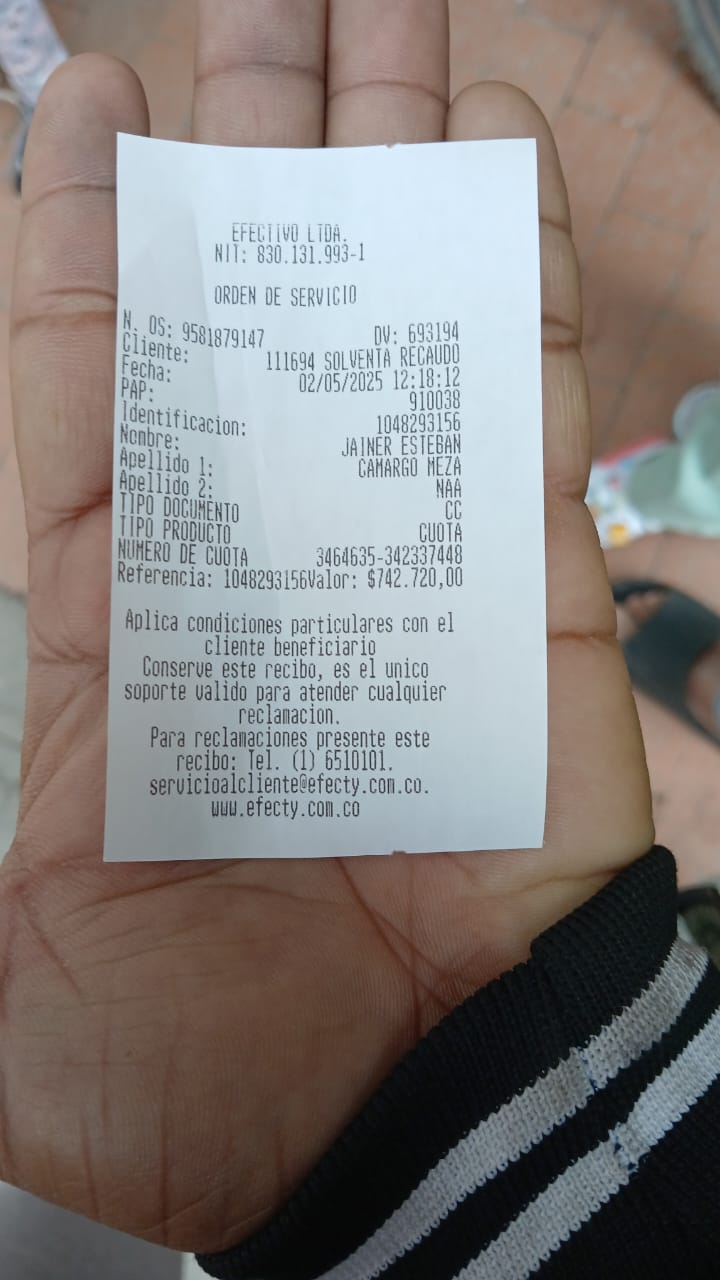 EFECTIVO LTDA.
NIT: 830.131.993-1
ORDEN DE SERVICIO
N. OS: 9581879147 DV: 693194
Cliente: 111694 SOLVENTA RECAUDO
Fecha: 02/05/2025 12:18:12
PAP: 910038
Identificacion: 1048293156
Nombre: JAINER ESTEBAN
Apellido 1: CAMARGO MEZA
Apellido 2: NAA
TIPO DOCUMENTO CC
TIPO PRODUCTO CUOTA
NUMERO DE CUOTA 3464635-342337448
Referencia: 1048293156Valor: $742.720,00
Aplica condiciones particulares con el
cliente beneficiario
Conserve este recibo, es el unico
soporte valido para atender cualquier
reclamacion.
Para reclamaciones presente este
recibo: Tel. (1) 6510101.
servicioalcliente@efecty.com.co.
www.efecty.com.co